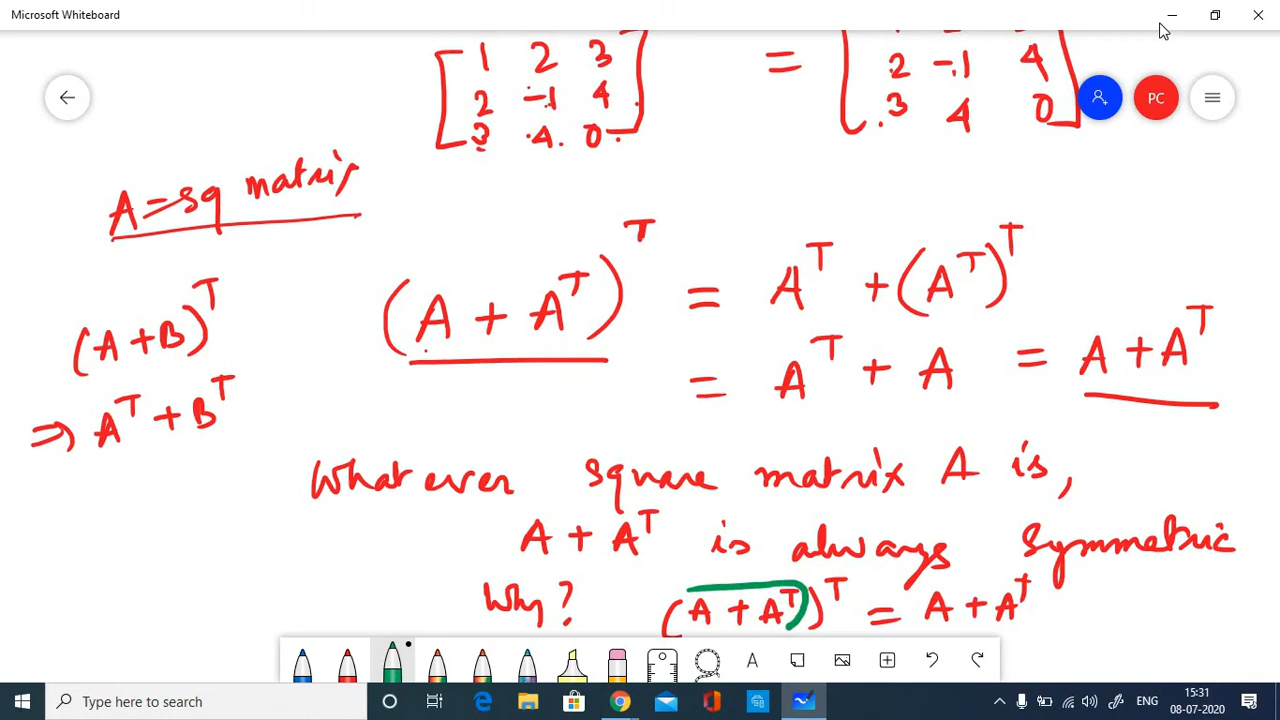 Microsoft Whiteboard
1 2 3
2 -1 4 = 2 -1 4
3 4 0 3 4 0
PC
A = sq matrix
(A + A^T)^T = A^T + (A^T)^T
= A^T + A = A + A^T
(A + B)^T
⇒ A^T + B^T
Whatever square matrix A is,
A + A^T is always symmetric
Why? (A + A^T)^T = A + A^T
A
Type here to search
ENG
15:31
08-07-2020